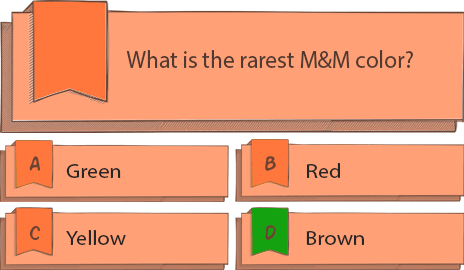 What is the rarest M&M color?
A Green
B Red
C Yellow
D Brown